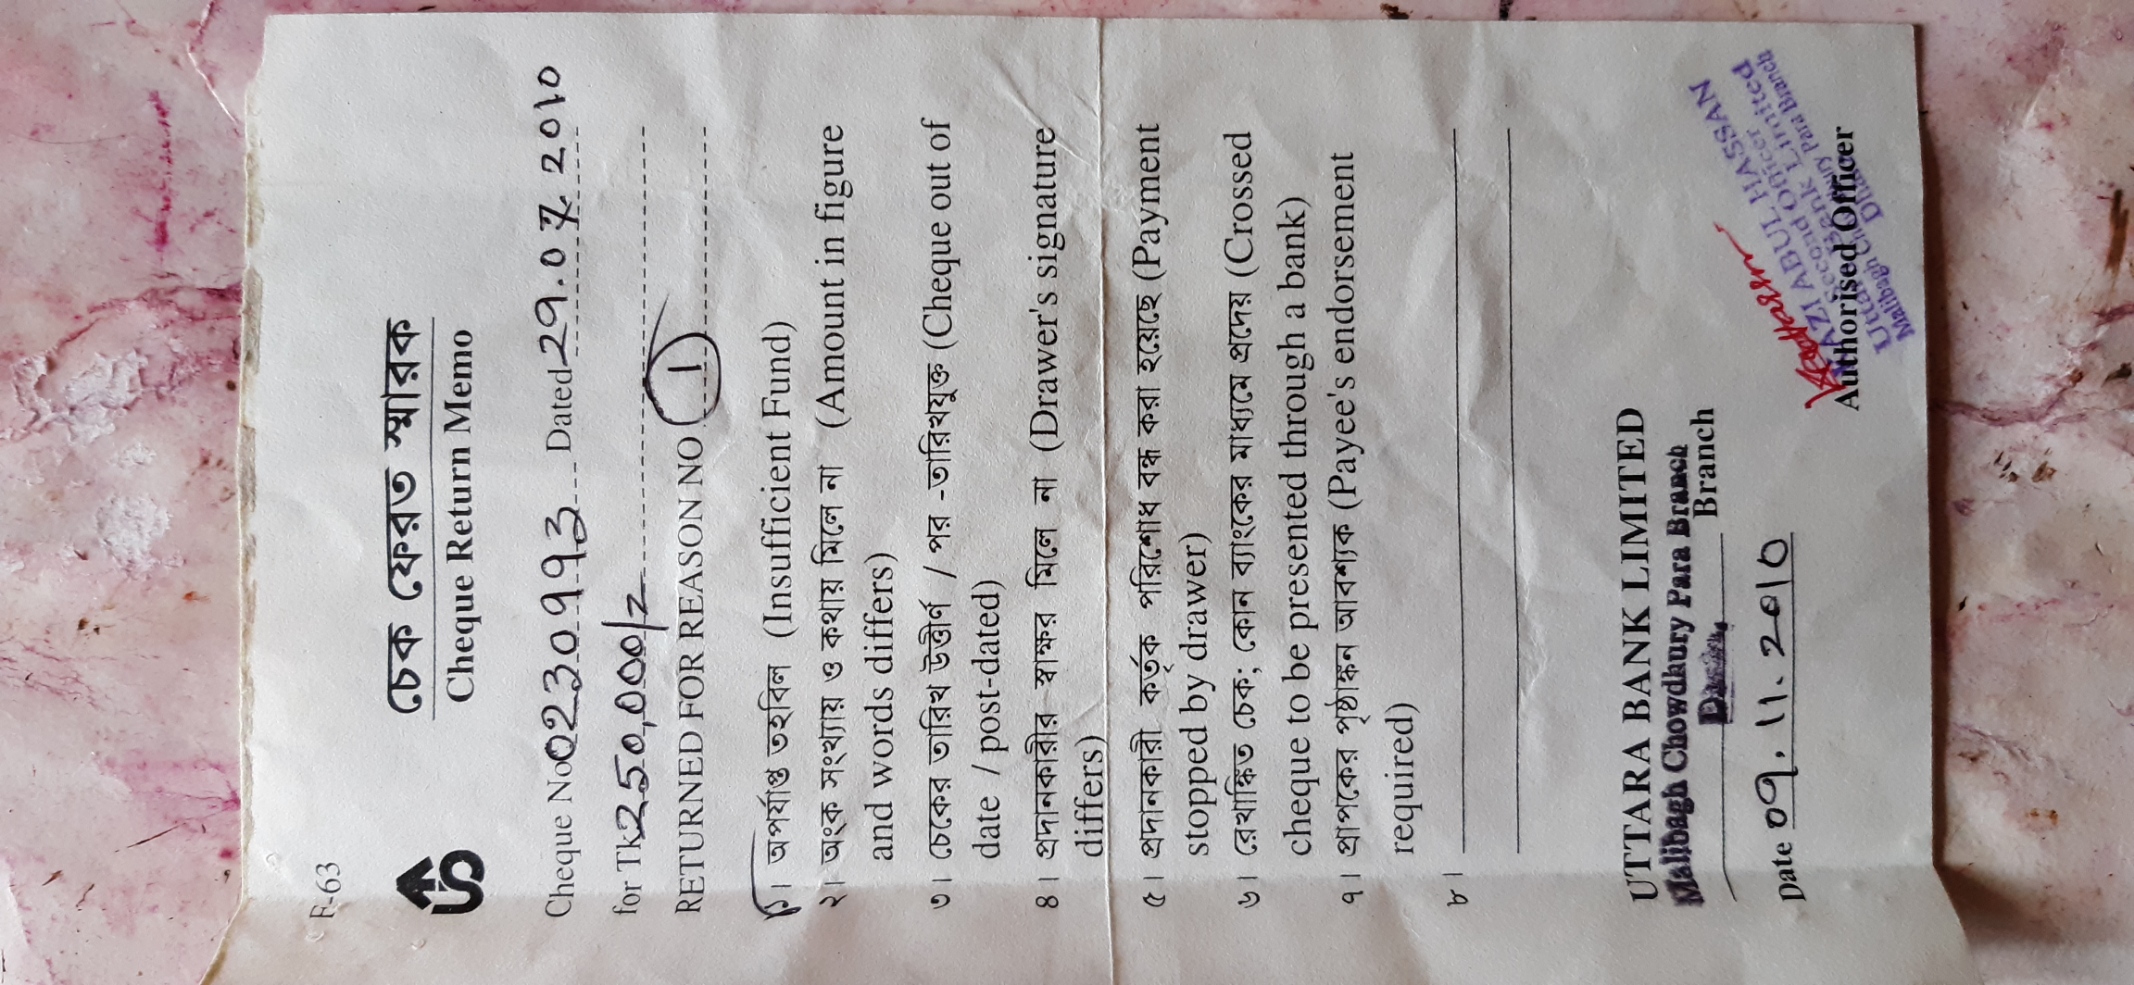 F-63
চেক ফেরত স্মারক
Cheque Return Memo
Cheque No 0230993 Dated 29.07.2010
for Tk 250,000/=
RETURNED FOR REASON NO 1
১। অপর্যাপ্ত তহবিল (Insufficient Fund)
২। অংক সংখ্যায় ও কথায় মিলে না (Amount in figure
and words differs)
৩। চেকের তারিখ উত্তীর্ণ / পর -তারিখযুক্ত (Cheque out of
date / post-dated)
৪। প্রদানকারীর স্বাক্ষর মিলে না (Drawer's signature
differs)
৫। প্রদানকারী কর্তৃক পরিশোধ বন্ধ করা হয়েছে (Payment
stopped by drawer)
৬। রেখাঙ্কিত চেক; কোন ব্যাংকের মাধ্যমে প্রদেয় (Crossed
cheque to be presented through a bank)
৭। প্রাপকের পৃষ্ঠাঙ্কন আবশ্যক (Payee's endorsement
required)
৮।
UTTARA BANK LIMITED
Malibagh Chowdhury Para Branch
Branch
Date 09.11.2010
KAZI ABUL HASSAN
Second Officer
Uttara Bank Limited
Malibagh Chowdhury Para Branch
Dhaka
Authorised Officer